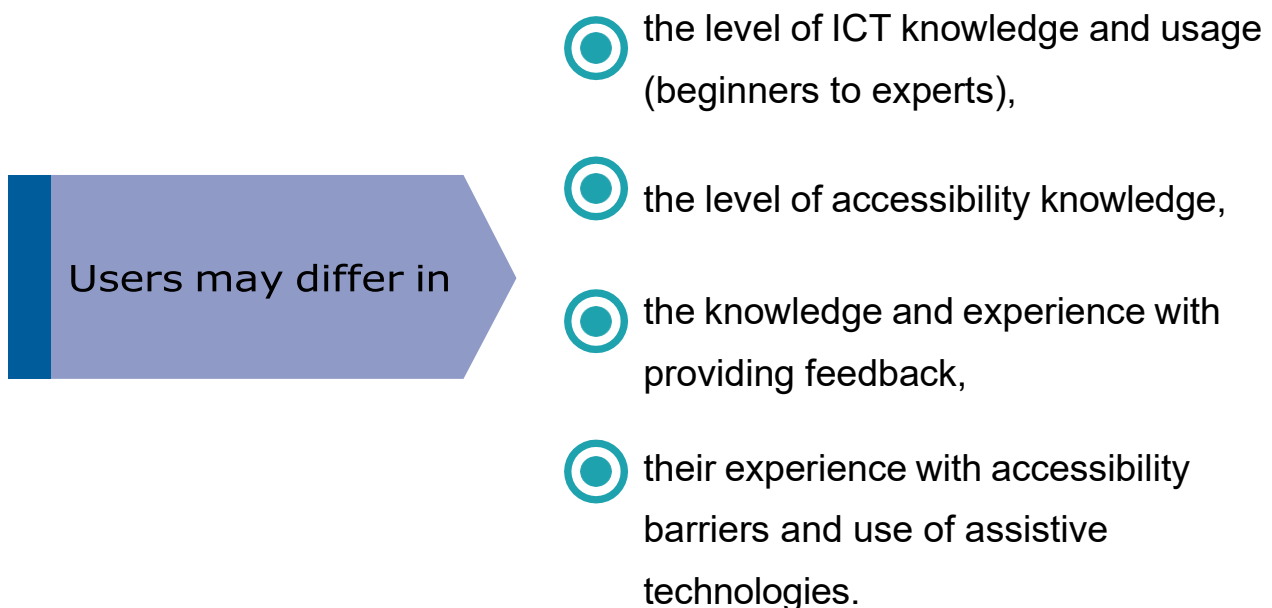 Users may differ in
the level of ICT knowledge and usage
(beginners to experts),
the level of accessibility knowledge,
the knowledge and experience with
providing feedback,
their experience with accessibility
barriers and use of assistive
technologies.